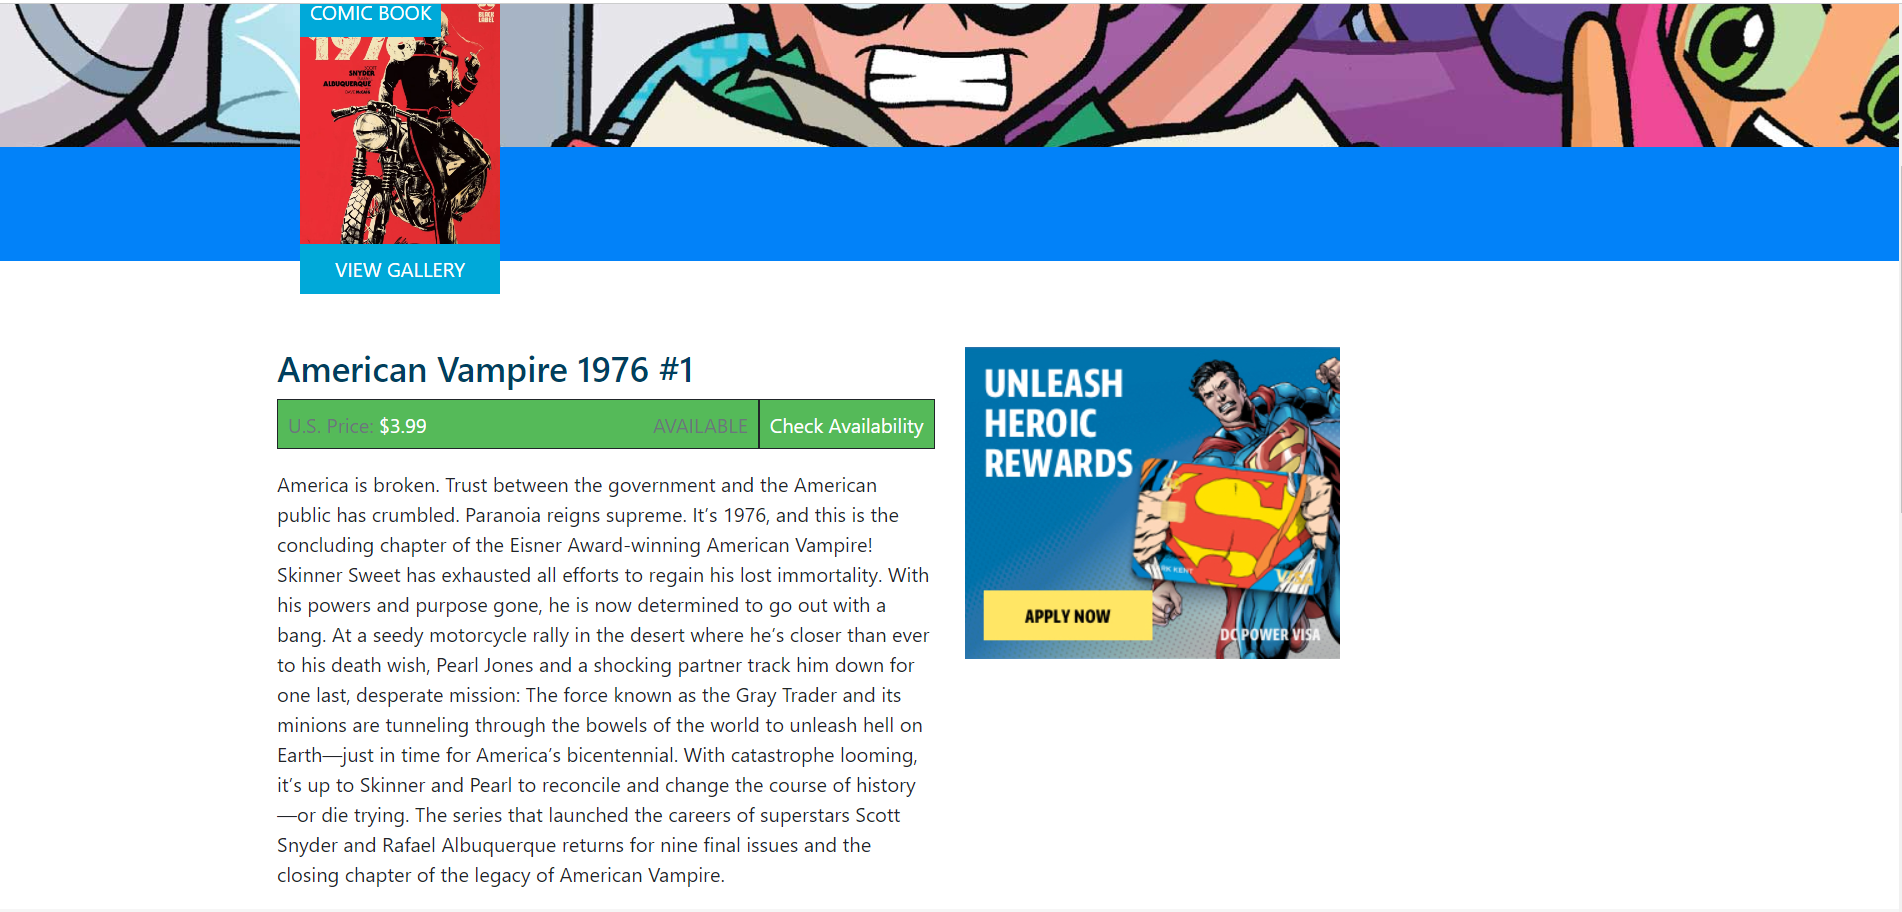 COMIC BOOK
BLACK
LABEL
1976
SCOTT
SNYDER
RAFAEL
ALBUQUERQUE
DAVE McCAIG
VIEW GALLERY
American Vampire 1976 #1
U.S. Price: $3.99 AVAILABLE Check Availability
America is broken. Trust between the government and the American
public has crumbled. Paranoia reigns supreme. It’s 1976, and this is the
concluding chapter of the Eisner Award-winning American Vampire!
Skinner Sweet has exhausted all efforts to regain his lost immortality. With
his powers and purpose gone, he is now determined to go out with a
bang. At a seedy motorcycle rally in the desert where he’s closer than ever
to his death wish, Pearl Jones and a shocking partner track him down for
one last, desperate mission: The force known as the Gray Trader and its
minions are tunneling through the bowels of the world to unleash hell on
Earth—just in time for America’s bicentennial. With catastrophe looming,
it’s up to Skinner and Pearl to reconcile and change the course of history
—or die trying. The series that launched the careers of superstars Scott
Snyder and Rafael Albuquerque returns for nine final issues and the
closing chapter of the legacy of American Vampire.
UNLEASH
HEROIC
REWARDS
RK KENT
VISA
APPLY NOW
DC POWER VISA